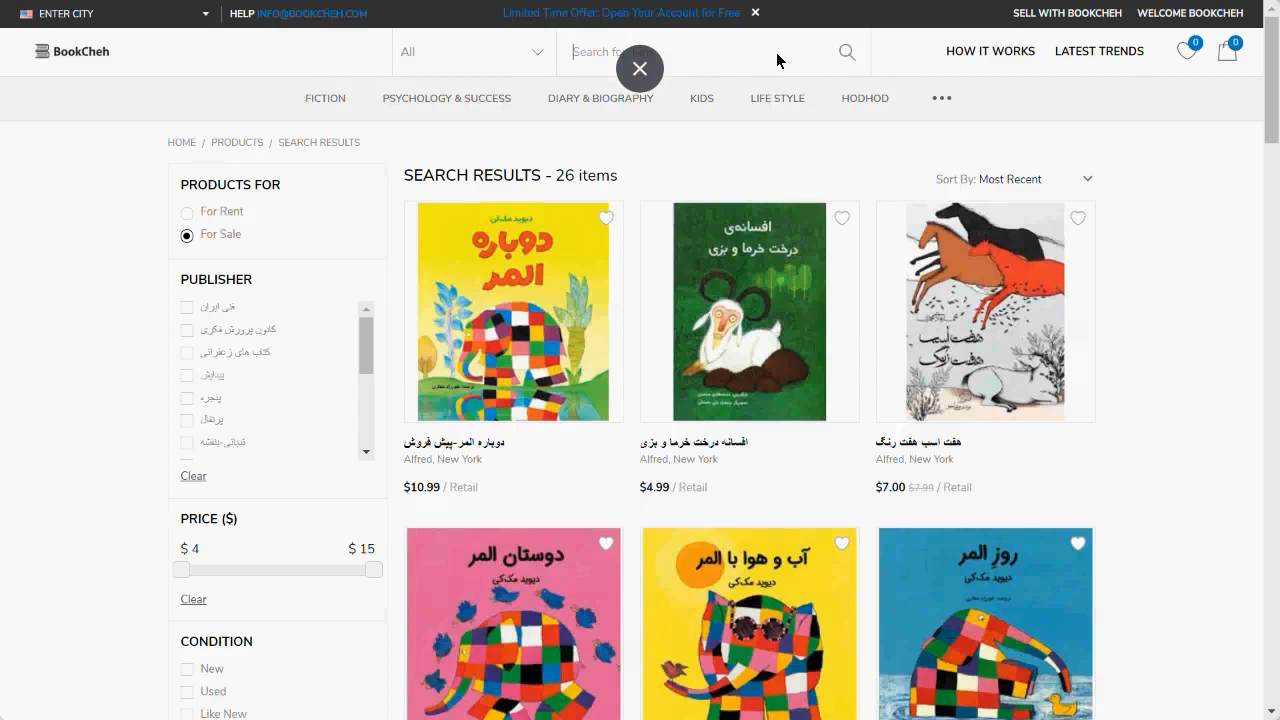 ENTER CITY
HELP INFO@BOOKCHEH.COM
Limited Time Offer: Open Your Account for Free
SELL WITH BOOKCHEH
WELCOME BOOKCHEH
BookCheh
All
Search for
HOW IT WORKS
LATEST TRENDS
0
0
FICTION
PSYCHOLOGY & SUCCESS
DIARY & BIOGRAPHY
KIDS
LIFE STYLE
HODHOD
HOME / PRODUCTS / SEARCH RESULTS
PRODUCTS FOR
For Rent
For Sale
PUBLISHER
فنی ایران
کانون پرورش فکری
کتاب های زعفرانی
پیدایش
پنجره
پرتقال
فندانی-بنفشه
Clear
PRICE ($)
$ 4
$ 15
Clear
CONDITION
New
Used
Like New
SEARCH RESULTS - 26 items
Sort By: Most Recent
دیوید مک‌کی
دوباره
المر
دوباره المر-پیش فروش
Alfred, New York
$10.99 / Retail
افسانه‌ی
درخت خرما و بزی
افسانه درخت خرما و بزی
Alfred, New York
$4.99 / Retail
هفت اسب
هفت رنگ
هفت اسب هفت رنگ
Alfred, New York
$7.00 $7.99 / Retail
دوستان المر
دیوید مک‌کی
آب و هوا با المر
دیوید مک‌کی
روزِ المر
دیوید مک‌کی